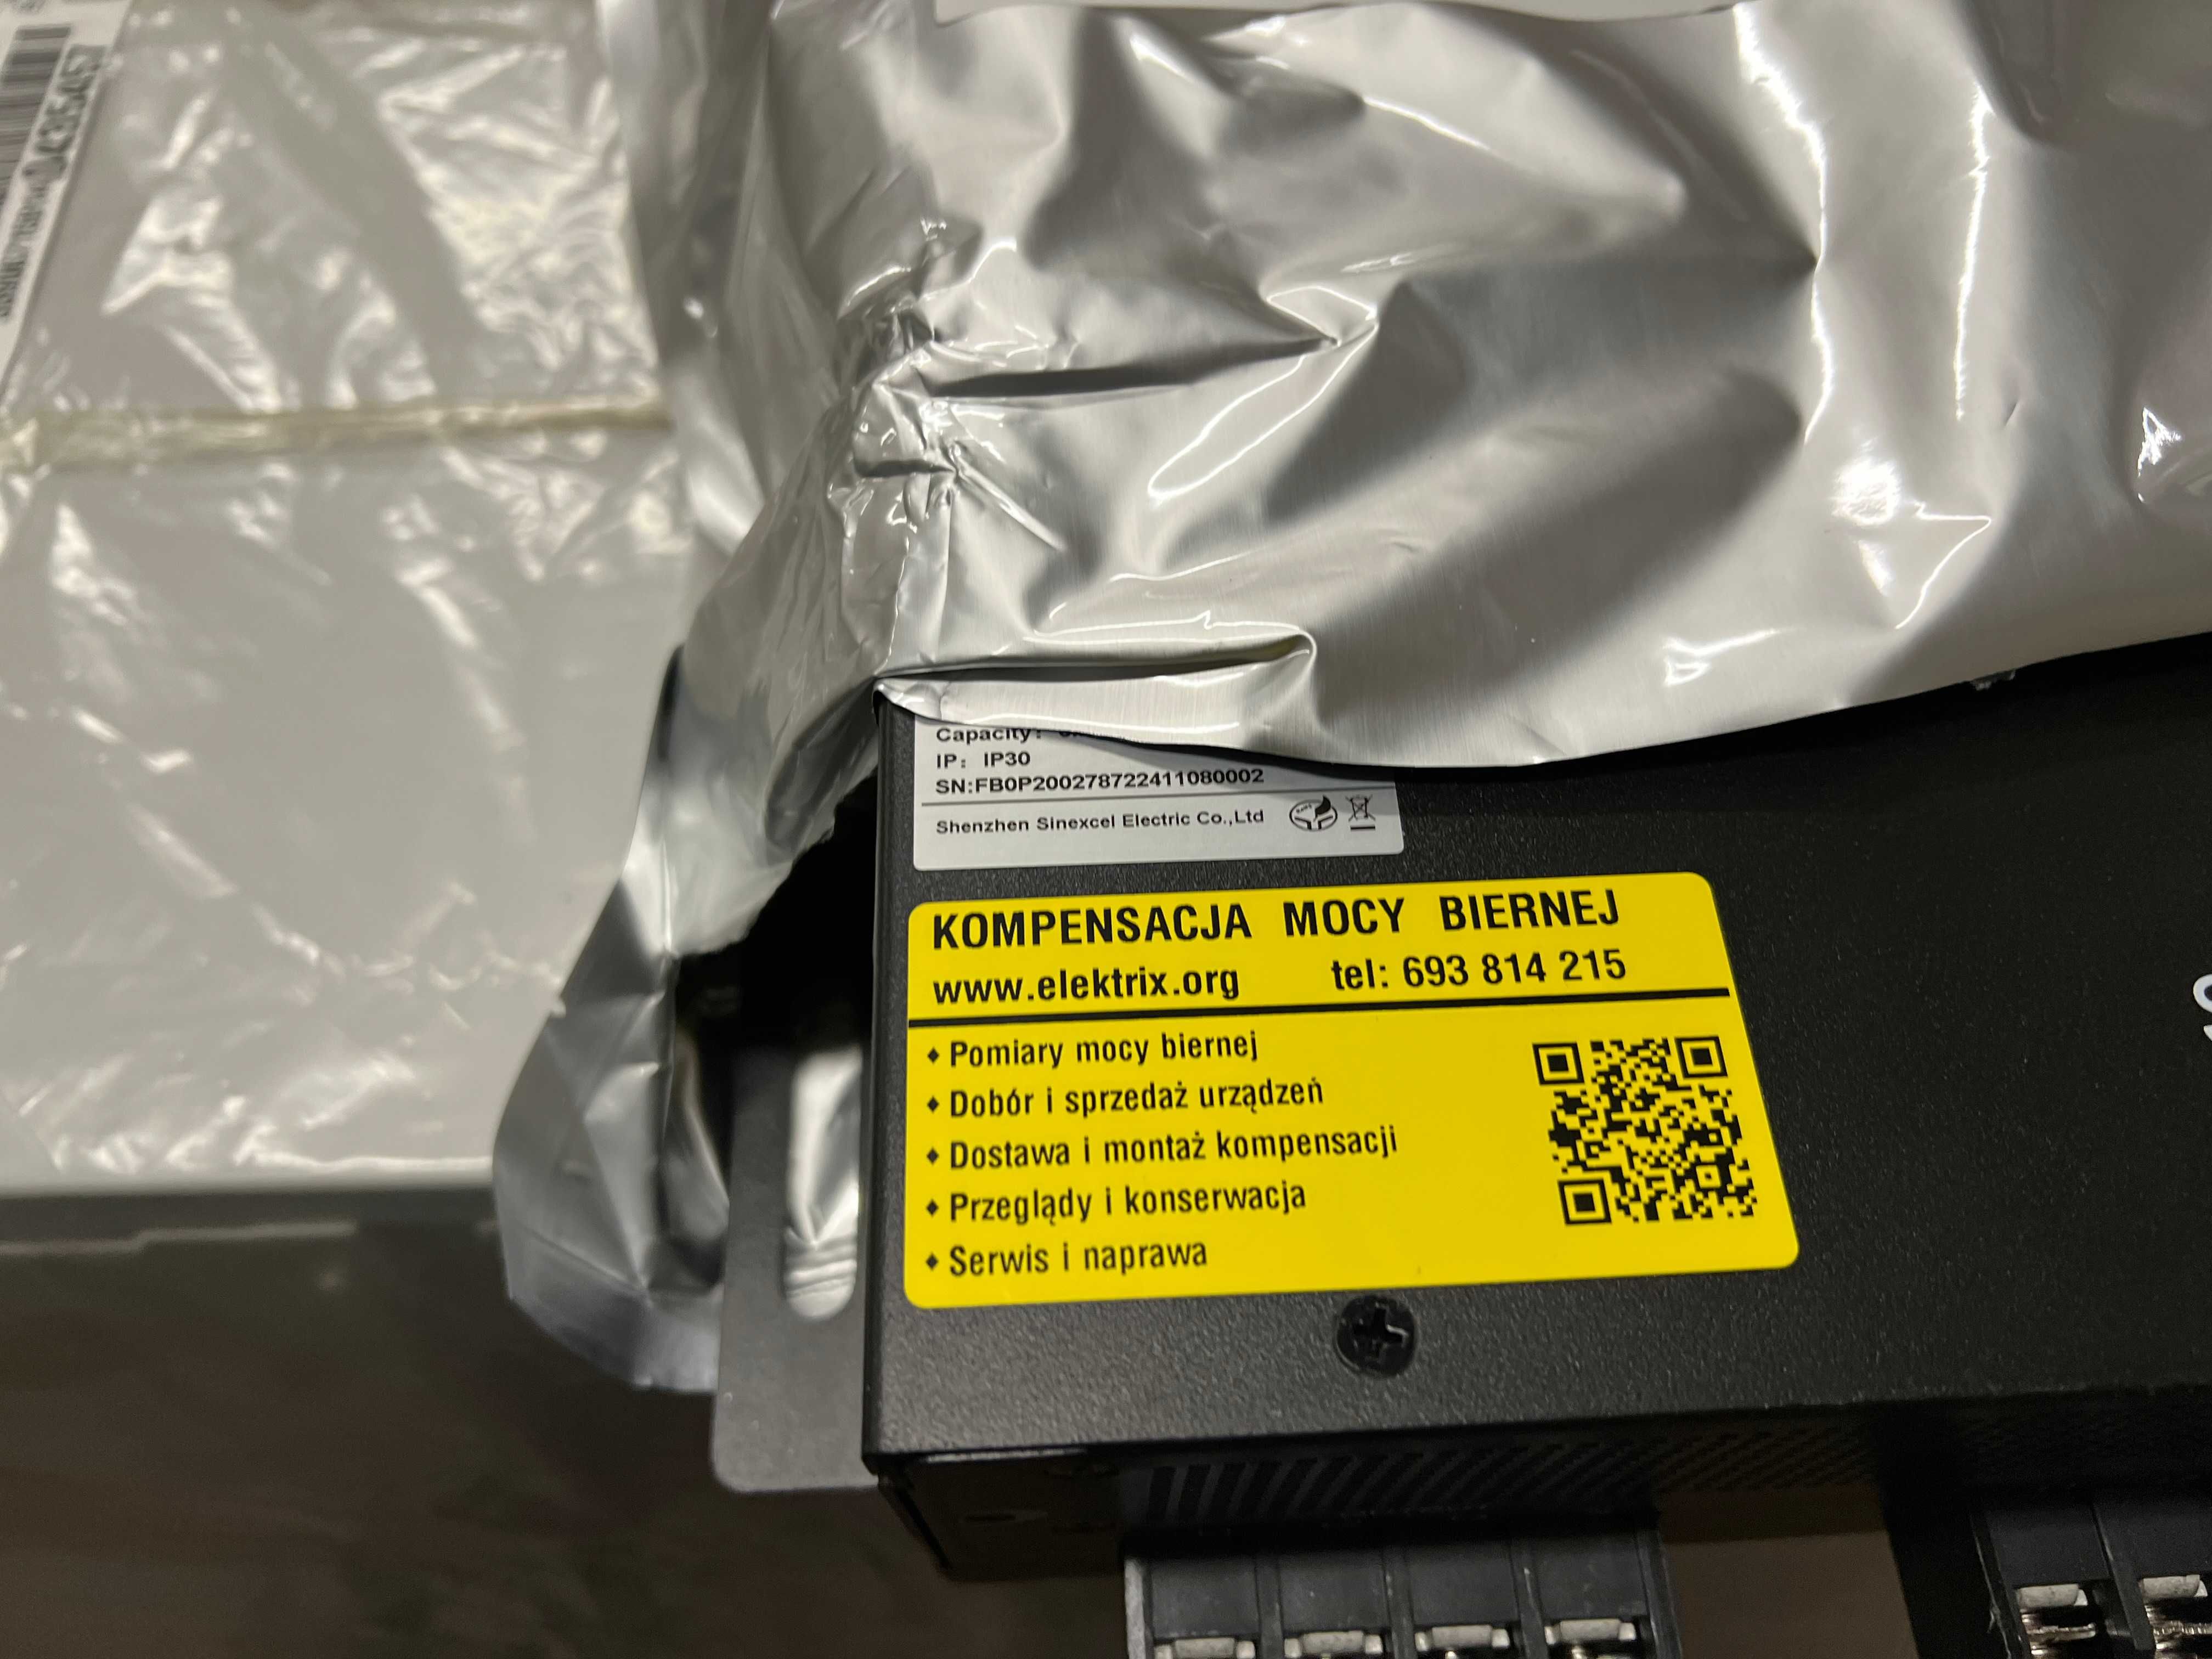 Capacity:
IP: IP30
SN:FB0P200278722411080002
Shenzhen Sinexcel Electric Co.,Ltd
KOMPENSACJA MOCY BIERNEJ
www.elektrix.org tel: 693 814 215
• Pomiary mocy biernej
• Dobór i sprzedaż urządzeń
• Dostawa i montaż kompensacji
• Przeglądy i konserwacja
• Serwis i naprawa